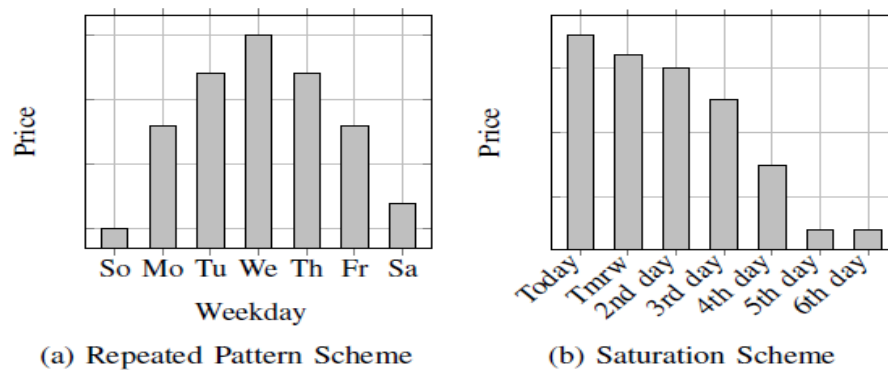 Price
So Mo Tu We Th Fr Sa
Weekday
(a) Repeated Pattern Scheme
Price
Today Tmrw 2nd day 3rd day 4th day 5th day 6th day
(b) Saturation Scheme